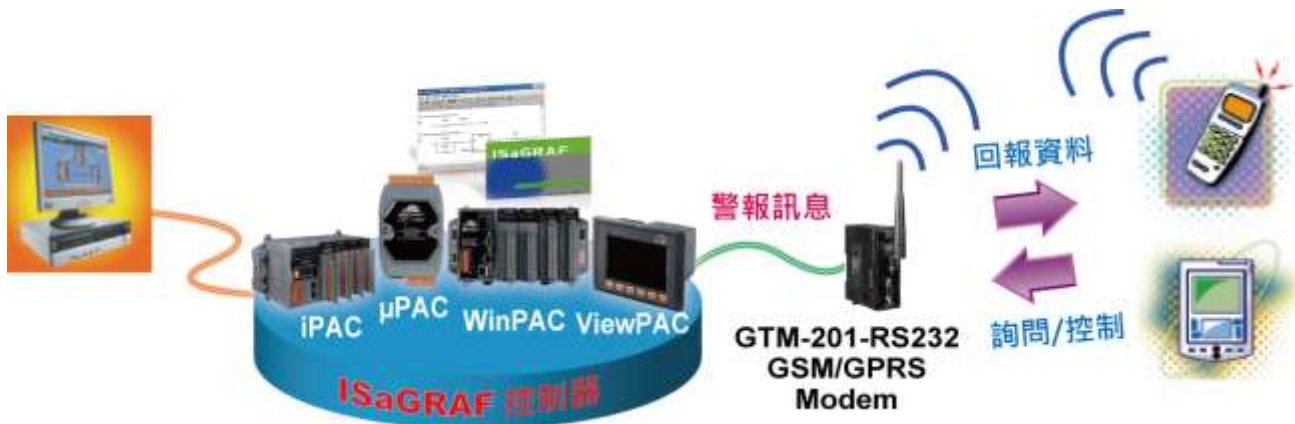 ISaGRAF
警報訊息
回報資料
iPAC
μPAC
WinPAC
ViewPAC
詢問/控制
GTM-201-RS232
GSM/GPRS
Modem
ISaGRAF 控制器